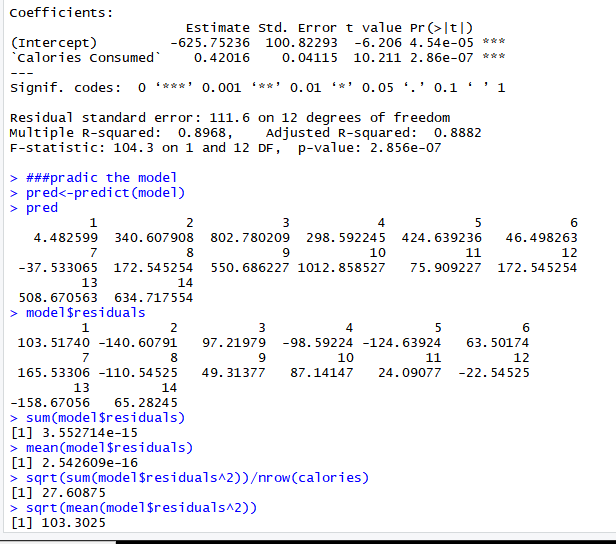 Coefficients:
                      Estimate Std. Error t value Pr(>|t|)
(Intercept)         -625.75236  100.82293  -6.206 4.54e-05 ***
`Calories Consumed`    0.42016    0.04115  10.211 2.86e-07 ***
---
Signif. codes:  0 ‘***’ 0.001 ‘**’ 0.01 ‘*’ 0.05 ‘.’ 0.1 ‘ ’ 1
Residual standard error: 111.6 on 12 degrees of freedom
Multiple R-squared:  0.8968,    Adjusted R-squared:  0.8882
F-statistic: 104.3 on 1 and 12 DF,  p-value: 2.856e-07
> ###pradic the model
> pred<-predict(model)
> pred
          1           2           3           4           5           6
   4.482599  340.607908  802.780209  298.592245  424.639236   46.498263
          7           8           9          10          11          12
 -37.533065  172.545254  550.686227 1012.858527   75.909227  172.545254
         13          14
 508.670563  634.717554
> model$residuals
         1          2          3          4          5          6
 103.51740 -140.60791   97.21979  -98.59224 -124.63924   63.50174
         7          8          9         10         11         12
 165.53306 -110.54525   49.31377   87.14147   24.09077  -22.54525
        13         14
-158.67056   65.28245
> sum(model$residuals)
[1] 3.552714e-15
> mean(model$residuals)
[1] 2.542609e-16
> sqrt(sum(model$residuals^2))/nrow(calories)
[1] 27.60875
> sqrt(mean(model$residuals^2))
[1] 103.3025